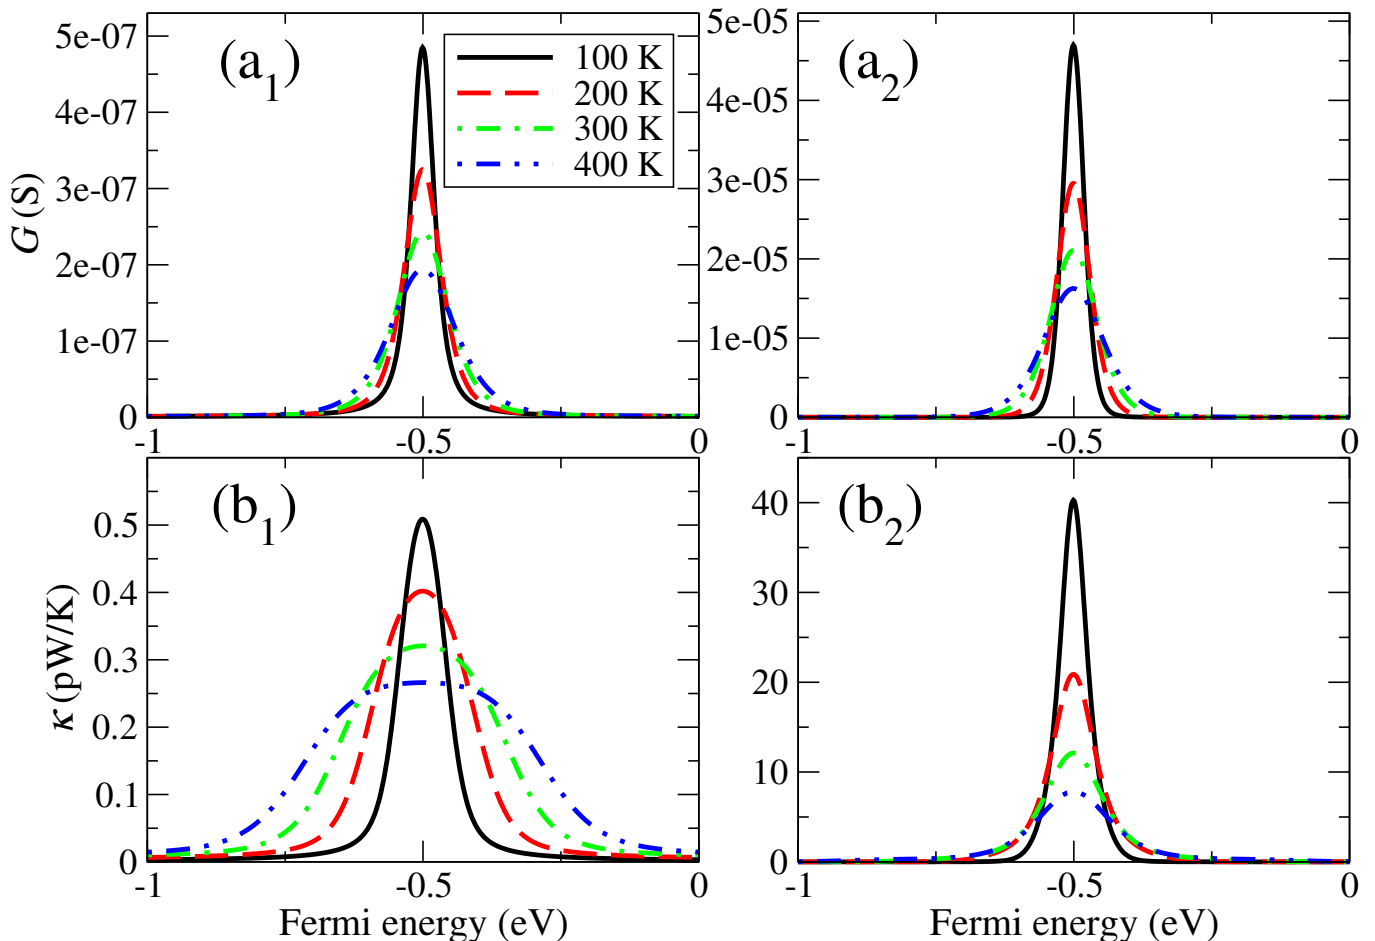 (a1)
100 K
200 K
300 K
400 K
G (S)
5e-07
4e-07
3e-07
2e-07
1e-07
0
-1
-0.5
0
(a2)
5e-05
4e-05
3e-05
2e-05
1e-05
0
-1
-0.5
0
(b1)
κ (pW/K)
0.5
0.4
0.3
0.2
0.1
0
-1
-0.5
0
Fermi energy (eV)
(b2)
40
30
20
10
0
-1
-0.5
0
Fermi energy (eV)